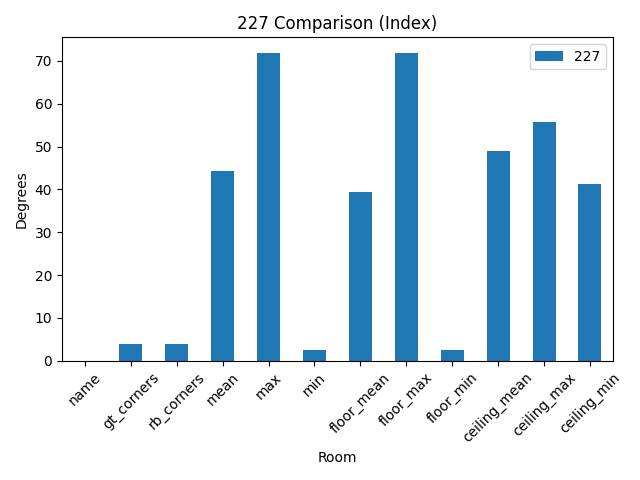 227 Comparison (Index)
227
70
60
50
40
30
20
10
0
Degrees
name
gt_corners
rb_corners
mean
max
min
floor_mean
floor_max
floor_min
ceiling_mean
ceiling_max
ceiling_min
Room